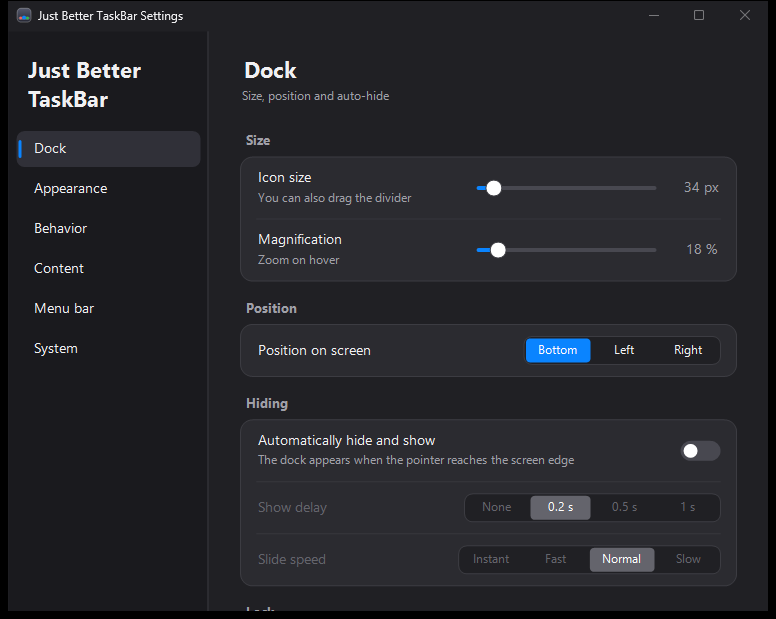 Just Better TaskBar Settings
Just Better
TaskBar
Dock
Appearance
Behavior
Content
Menu bar
System
Dock
Size, position and auto-hide
Size
Icon size
You can also drag the divider
34 px
Magnification
Zoom on hover
18 %
Position
Position on screen
Bottom Left Right
Hiding
Automatically hide and show
The dock appears when the pointer reaches the screen edge
Show delay
None 0.2 s 0.5 s 1 s
Slide speed
Instant Fast Normal Slow